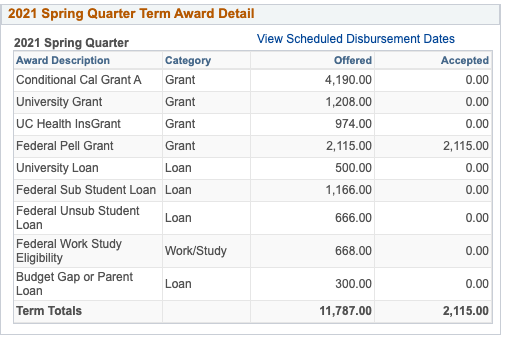 2021 Spring Quarter Term Award Detail
2021 Spring Quarter View Scheduled Disbursement Dates
Award Description Category Offered Accepted
Conditional Cal Grant A Grant 4,190.00 0.00
University Grant Grant 1,208.00 0.00
UC Health InsGrant Grant 974.00 0.00
Federal Pell Grant Grant 2,115.00 2,115.00
University Loan Loan 500.00 0.00
Federal Sub Student Loan Loan 1,166.00 0.00
Federal Unsub Student
Loan Loan 666.00 0.00
Federal Work Study
Eligibility Work/Study 668.00 0.00
Budget Gap or Parent
Loan Loan 300.00 0.00
Term Totals 11,787.00 2,115.00